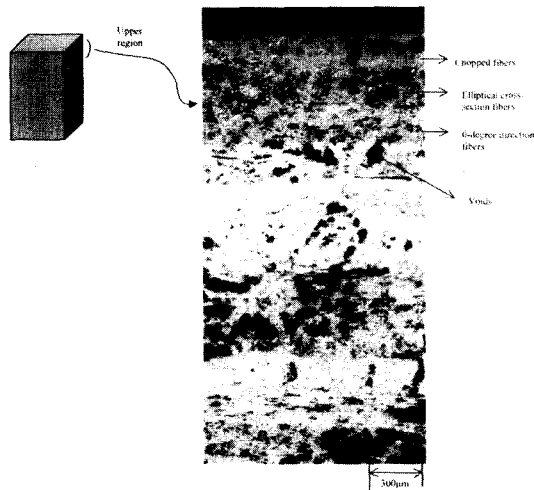 Upper
region
Chopped fibers
Elliptical cross-
section fibers
0-degree direction
fibers
Voids
300μm